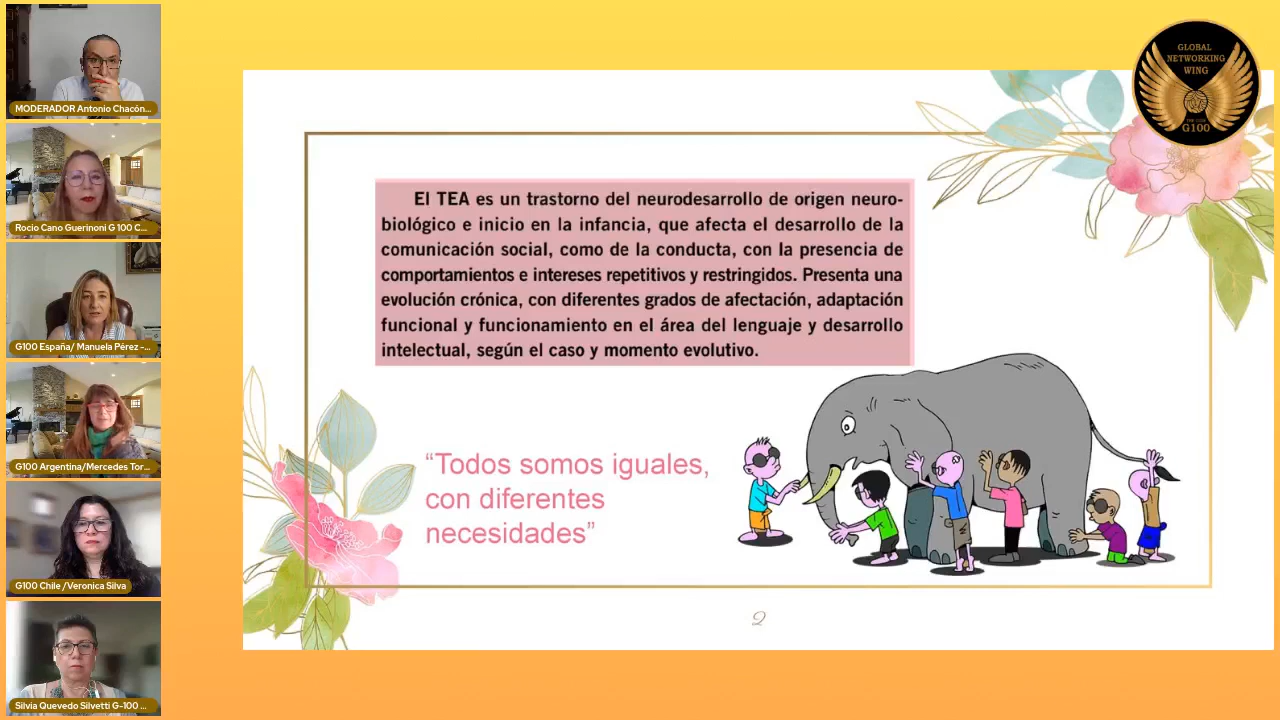 MODERADOR Antonio Chacón...
Rocio Cano Guerinoni G 100 C...
G100 España/ Manuela Pérez -...
G100 Argentina/Mercedes Tor...
G100 Chile /Veronica Silva
Silvia Quevedo Silvetti G-100 ...
GLOBAL
NETWORKING
WING
G100
El TEA es un trastorno del neurodesarrollo de origen neuro-
biológico e inicio en la infancia, que afecta el desarrollo de la
comunicación social, como de la conducta, con la presencia de
comportamientos e intereses repetitivos y restringidos. Presenta una
evolución crónica, con diferentes grados de afectación, adaptación
funcional y funcionamiento en el área del lenguaje y desarrollo
intelectual, según el caso y momento evolutivo.
“Todos somos iguales,
con diferentes
necesidades”
2